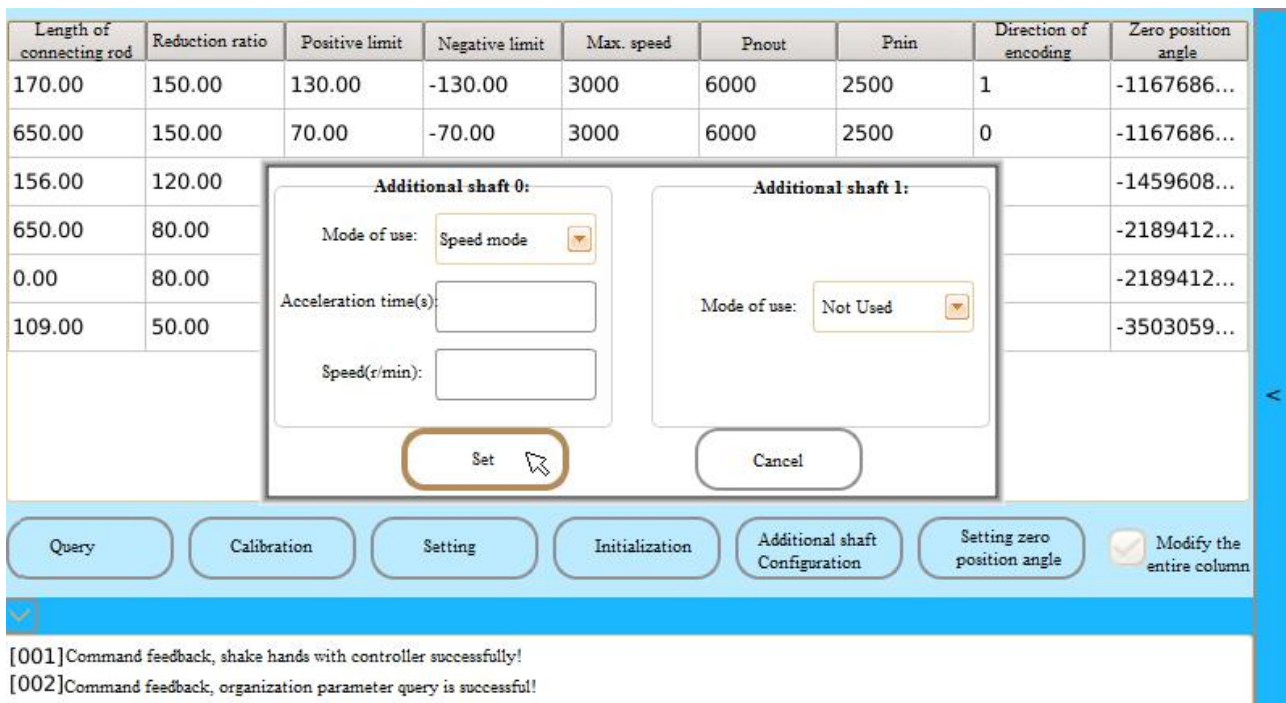 Length of connecting rod Reduction ratio Positive limit Negative limit Max. speed Pnout Pnin Direction of encoding Zero position angle
170.00 150.00 130.00 -130.00 3000 6000 2500 1 -1167686...
650.00 150.00 70.00 -70.00 3000 6000 2500 0 -1167686...
156.00 120.00 -1459608...
650.00 80.00 -2189412...
0.00 80.00 -2189412...
109.00 50.00 -3503059...
Additional shaft 0:
Mode of use: Speed mode
Acceleration time(s):
Speed(r/min):
Additional shaft 1:
Mode of use: Not Used
Set Cancel
<
Query Calibration Setting Initialization Additional shaft Configuration Setting zero position angle Modify the entire column
[001]Command feedback, shake hands with controller successfully!
[002]Command feedback, organization parameter query is successful!